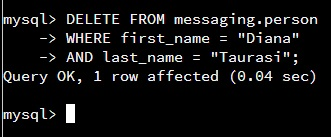 mysql> DELETE FROM messaging.person
    -> WHERE first_name = "Diana"
    -> AND last_name = "Taurasi";
Query OK, 1 row affected (0.04 sec)
mysql>